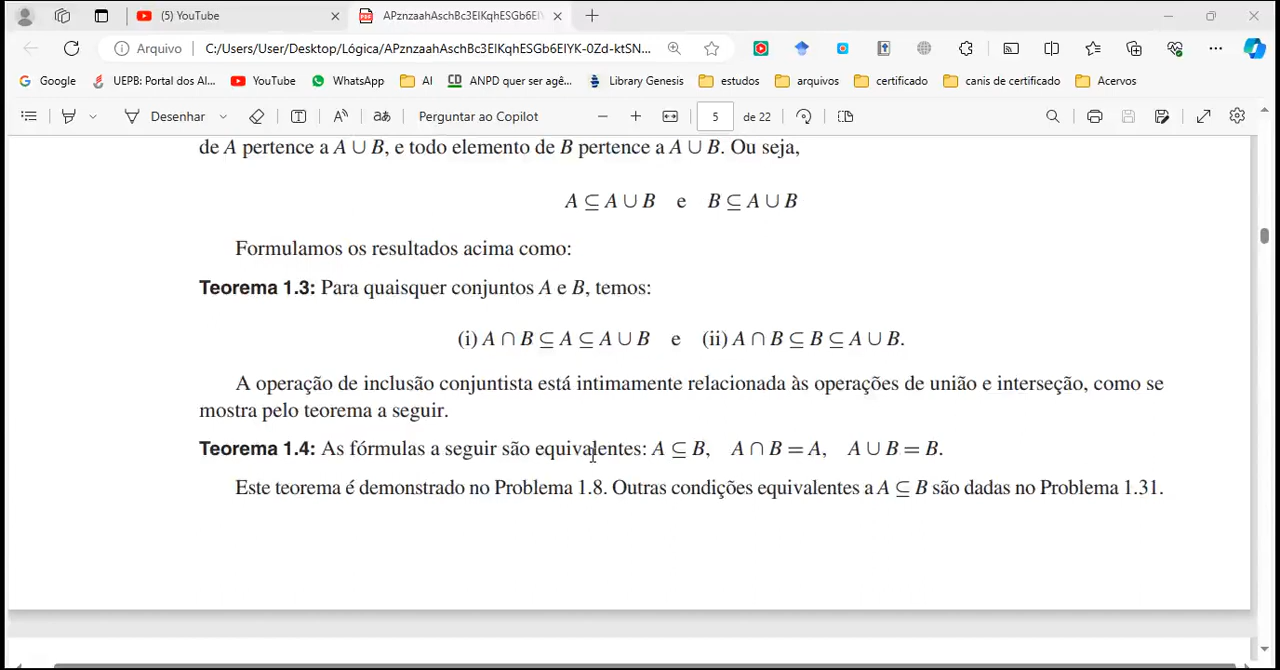 (5) YouTube
APznzaahAschBc3ElKqhESGb6ElY
Arquivo
C:/Users/User/Desktop/Lógica/APznzaahAschBc3ElKqhESGb6ElYK-0Zd-ktSN...
Google
UEPB: Portal dos Al...
YouTube
WhatsApp
AI
CD ANPD quer ser agê...
Library Genesis
estudos
arquivos
certificado
canis de certificado
Acervos
Desenhar
Perguntar ao Copilot
5 de 22
de A pertence a A ∪ B, e todo elemento de B pertence a A ∪ B. Ou seja,
A ⊆ A ∪ B e B ⊆ A ∪ B
Formulamos os resultados acima como:
Teorema 1.3: Para quaisquer conjuntos A e B, temos:
(i) A ∩ B ⊆ A ⊆ A ∪ B e (ii) A ∩ B ⊆ B ⊆ A ∪ B.
A operação de inclusão conjuntista está intimamente relacionada às operações de união e interseção, como se
mostra pelo teorema a seguir.
Teorema 1.4: As fórmulas a seguir são equivalentes: A ⊆ B, A ∩ B = A, A ∪ B = B.
Este teorema é demonstrado no Problema 1.8. Outras condições equivalentes a A ⊆ B são dadas no Problema 1.31.